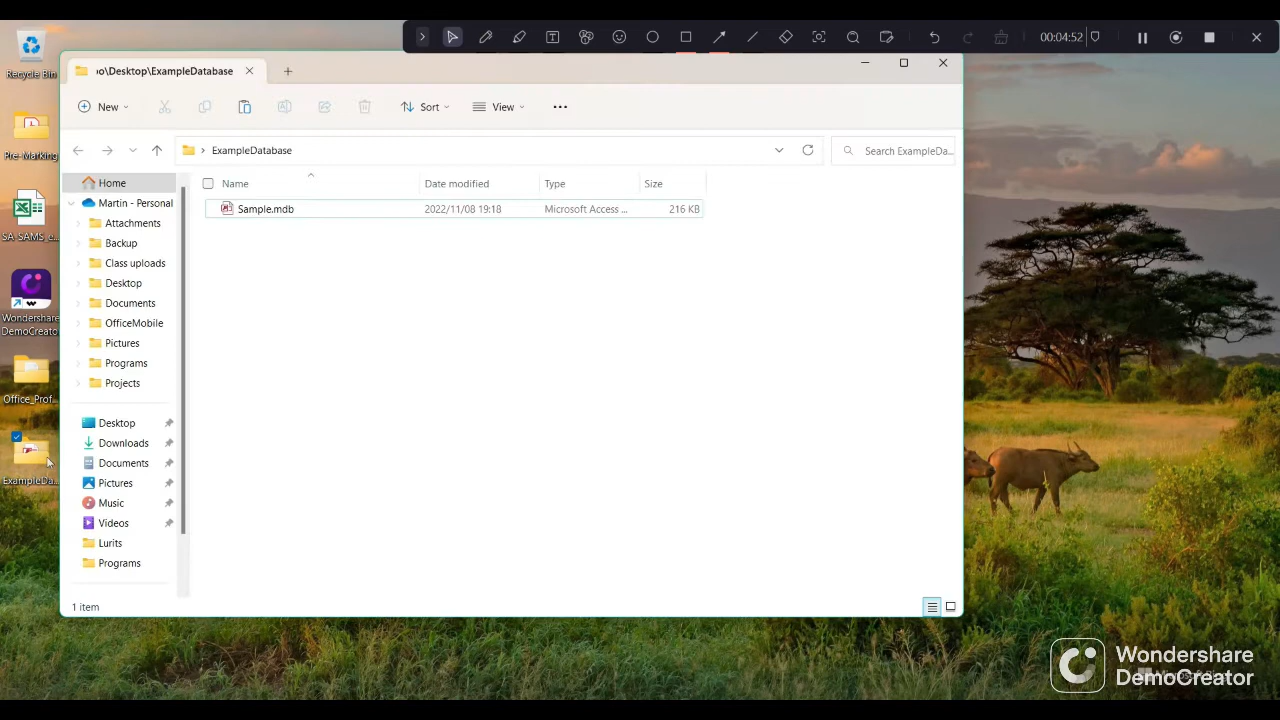 00:04:52
Recycle Bin
Pre-Marking
SA-SAMS_e...
Wondershare
DemoCreator
Office_Prof...
ExampleDa...
ıo\Desktop\ExampleDatabase
New
Sort
View
ExampleDatabase
Search ExampleDa...
Name
Date modified
Type
Size
Sample.mdb
2022/11/08 19:18
Microsoft Access ...
216 KB
Home
Martin - Personal
Attachments
Backup
Class uploads
Desktop
Documents
OfficeMobile
Pictures
Programs
Projects
Desktop
Downloads
Documents
Pictures
Music
Videos
Lurits
Programs
1 item
Wondershare
DemoCreator